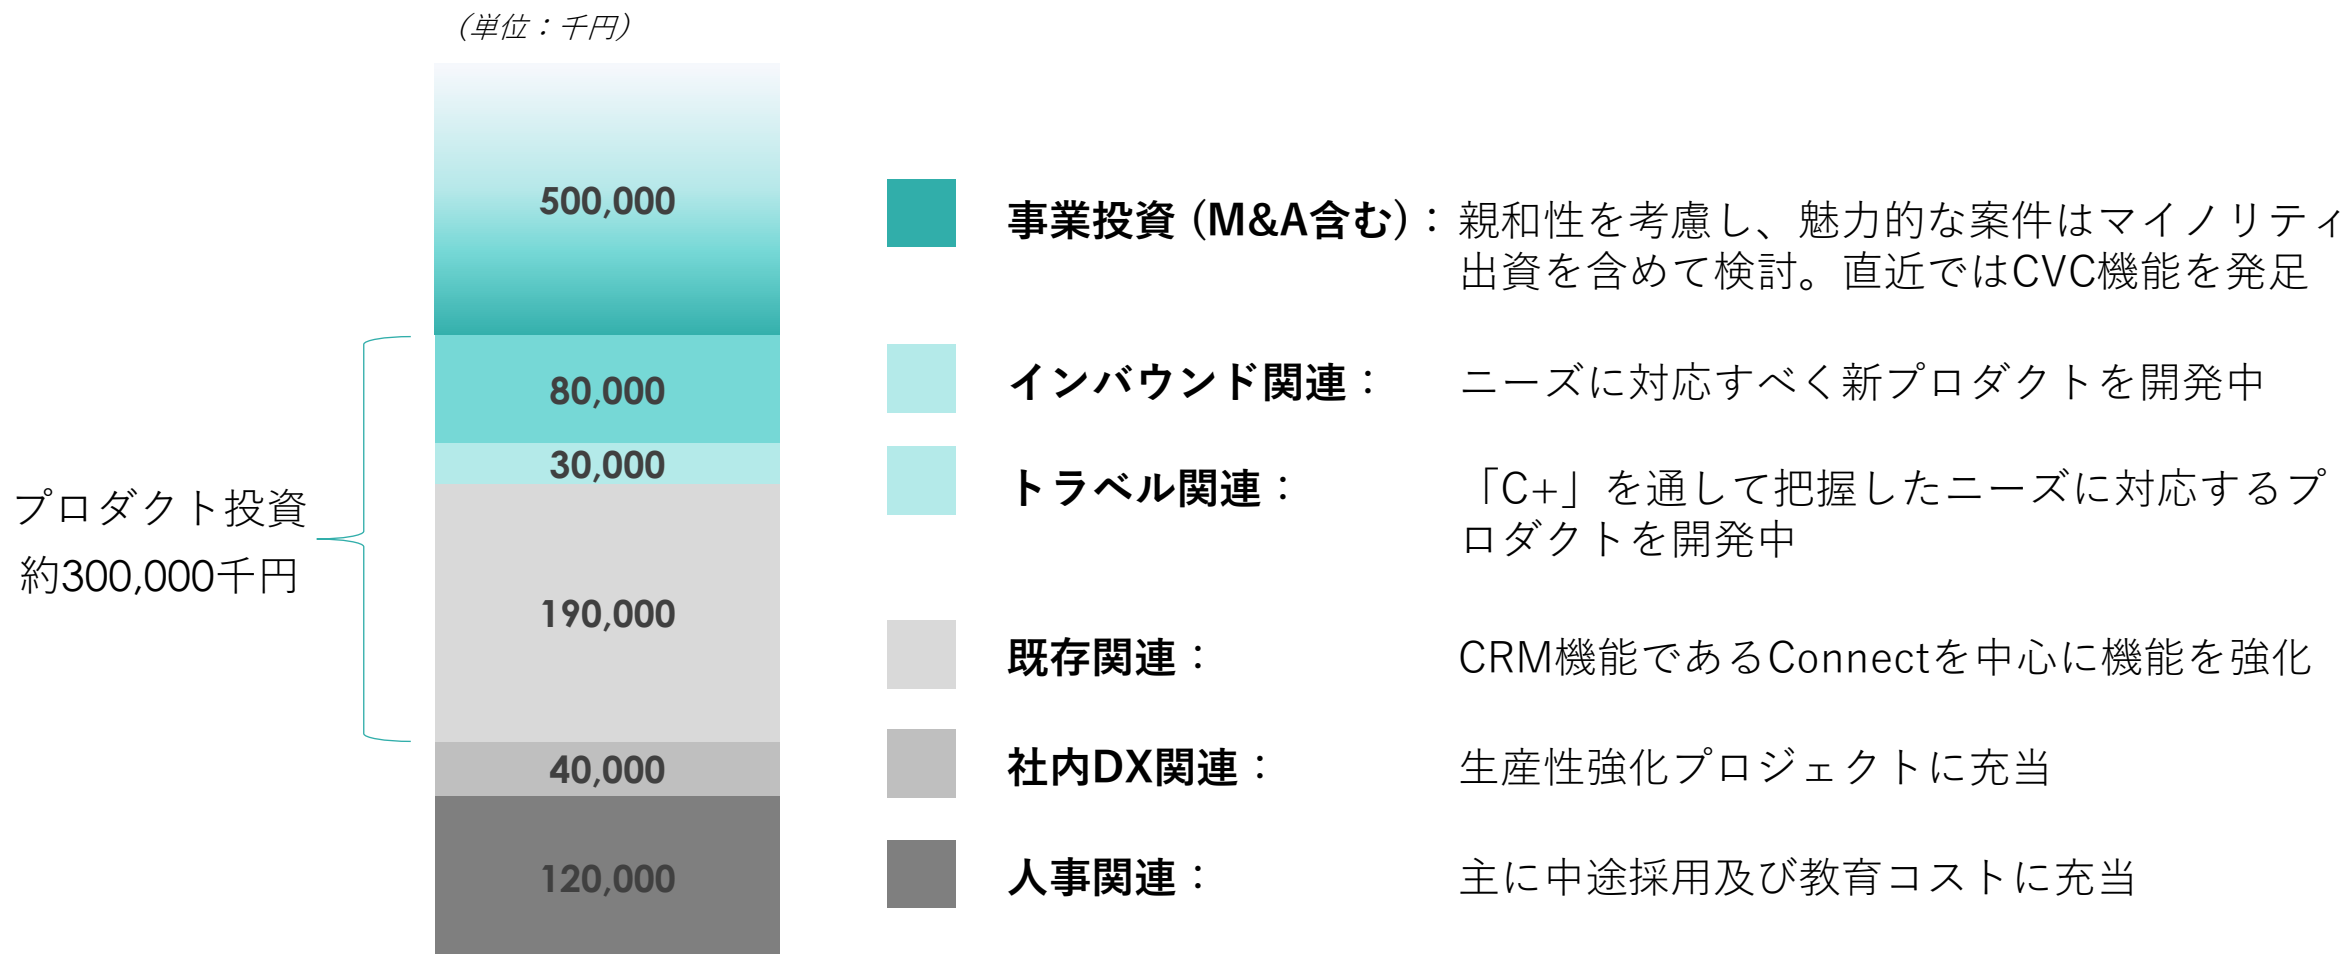 （単位：千円）
500,000
80,000
30,000
190,000
40,000
120,000
プロダクト投資
約300,000千円
事業投資 (M&A含む)： 親和性を考慮し、魅力的な案件はマイノリティ
出資を含めて検討。直近ではCVC機能を発足
インバウンド関連： ニーズに対応すべく新プロダクトを開発中
トラベル関連： 「C+」を通して把握したニーズに対応するプ
ロダクトを開発中
既存関連： CRM機能であるConnectを中心に機能を強化
社内DX関連： 生産性強化プロジェクトに充当
人事関連： 主に中途採用及び教育コストに充当